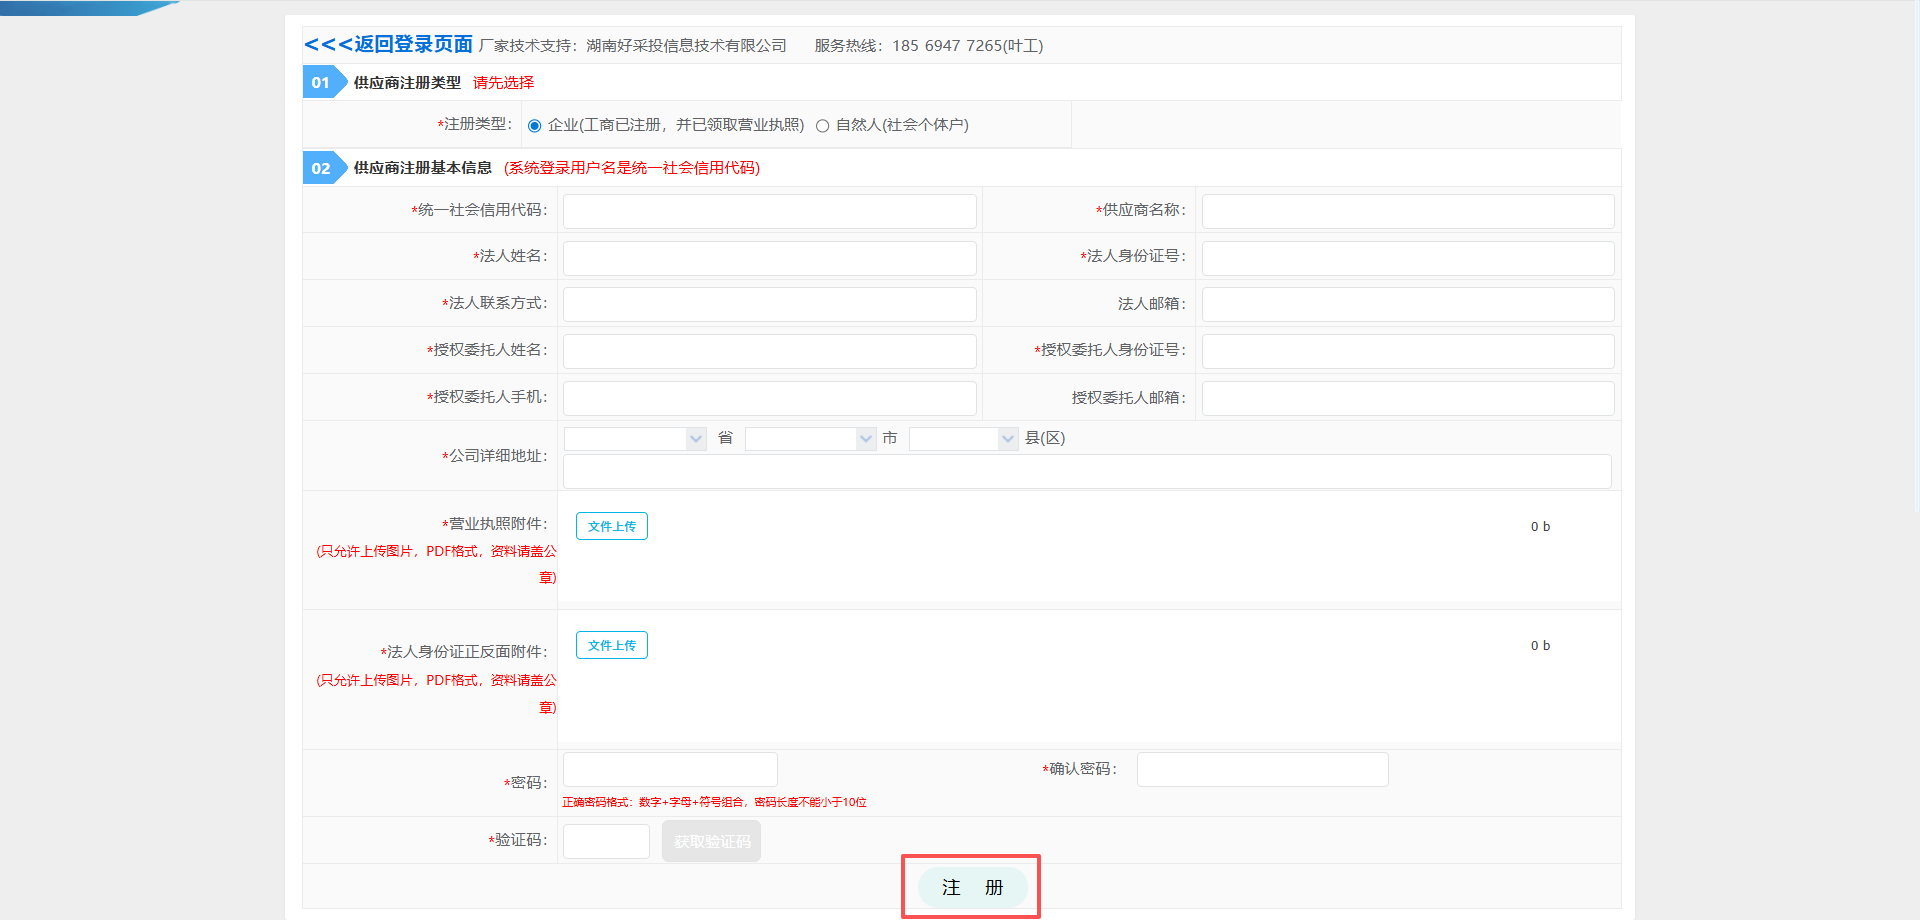 <<<返回登录页面 厂家技术支持：湖南好采投信息技术有限公司 服务热线：185 6947 7265(叶工)
01 供应商注册类型 请先选择
*注册类型： 企业(工商已注册，并已领取营业执照) 自然人(社会个体户)
02 供应商注册基本信息 (系统登录用户名是统一社会信用代码)
*统一社会信用代码： *供应商名称：
*法人姓名： *法人身份证号：
*法人联系方式： 法人邮箱：
*授权委托人姓名： *授权委托人身份证号：
*授权委托人手机： 授权委托人邮箱：
*公司详细地址： 省 市 县(区)
*营业执照附件： 文件上传 0 b
(只允许上传图片，PDF格式，资料请盖公
章)
*法人身份证正反面附件： 文件上传 0 b
(只允许上传图片，PDF格式，资料请盖公
章)
*密码： *确认密码：
正确密码格式：数字+字母+符号组合，密码长度不能小于10位
*验证码： 获取验证码
注 册